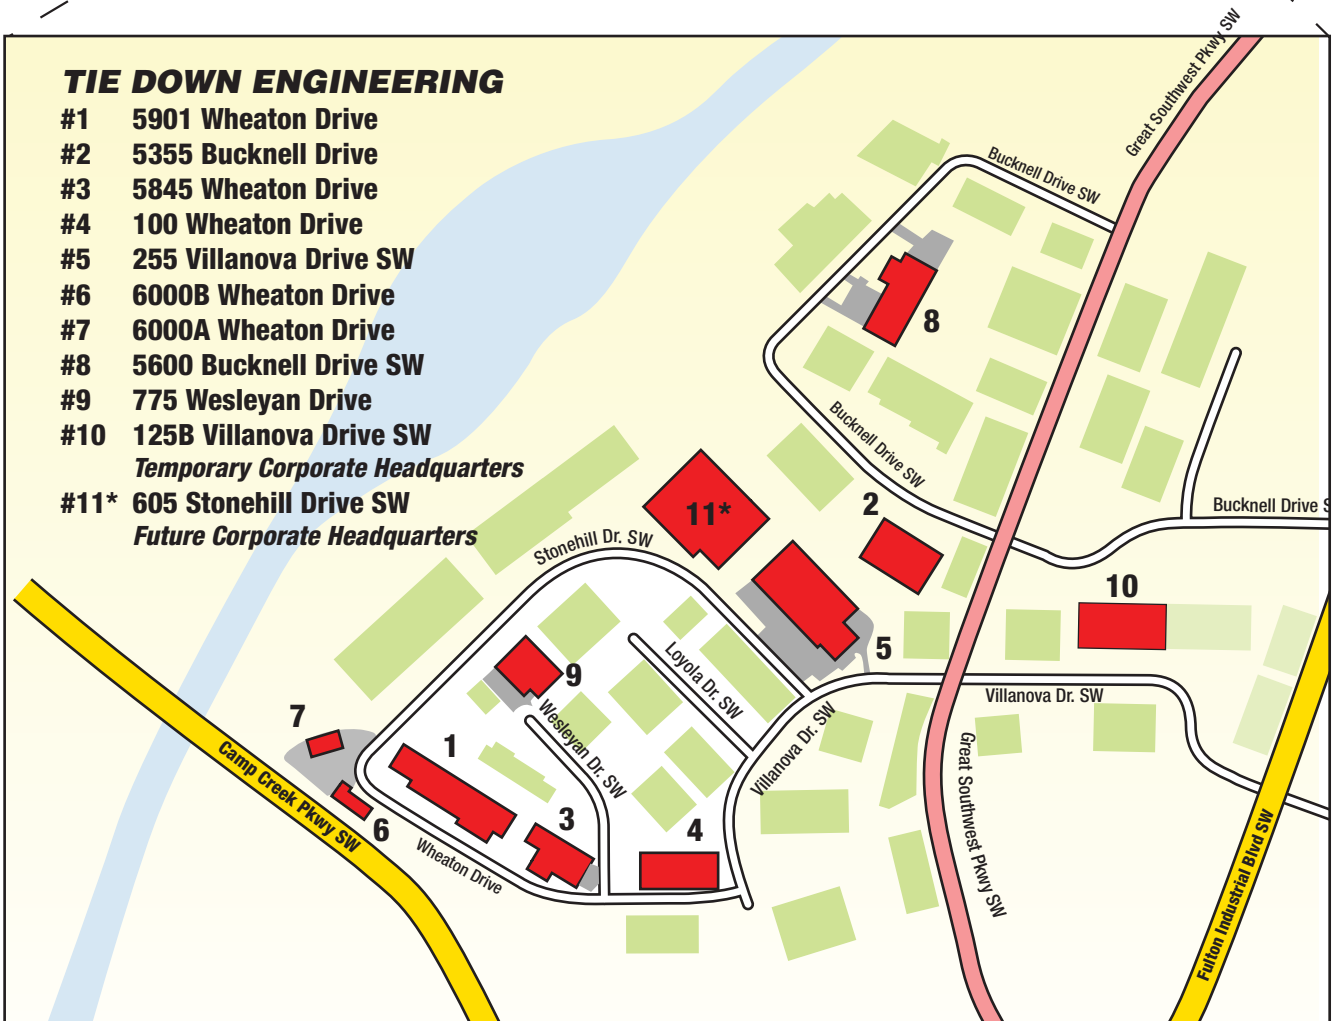 TIE DOWN ENGINEERING
#1 5901 Wheaton Drive
#2 5355 Bucknell Drive
#3 5845 Wheaton Drive
#4 100 Wheaton Drive
#5 255 Villanova Drive SW
#6 6000B Wheaton Drive
#7 6000A Wheaton Drive
#8 5600 Bucknell Drive SW
#9 775 Wesleyan Drive
#10 125B Villanova Drive SW
Temporary Corporate Headquarters
#11* 605 Stonehill Drive SW
Future Corporate Headquarters
Great Southwest Pkwy SW
Bucknell Drive SW
8
Bucknell Drive SW
2
11*
Bucknell Drive S
Stonehill Dr. SW
10
5
Loyola Dr. SW
9
Villanova Dr. SW
Wesleyan Dr. SW
Villanova Dr. SW
7
1
Camp Creek Pkwy SW
6
3
4
Wheaton Drive
Great Southwest Pkwy SW
Fulton Industrial Blvd SW